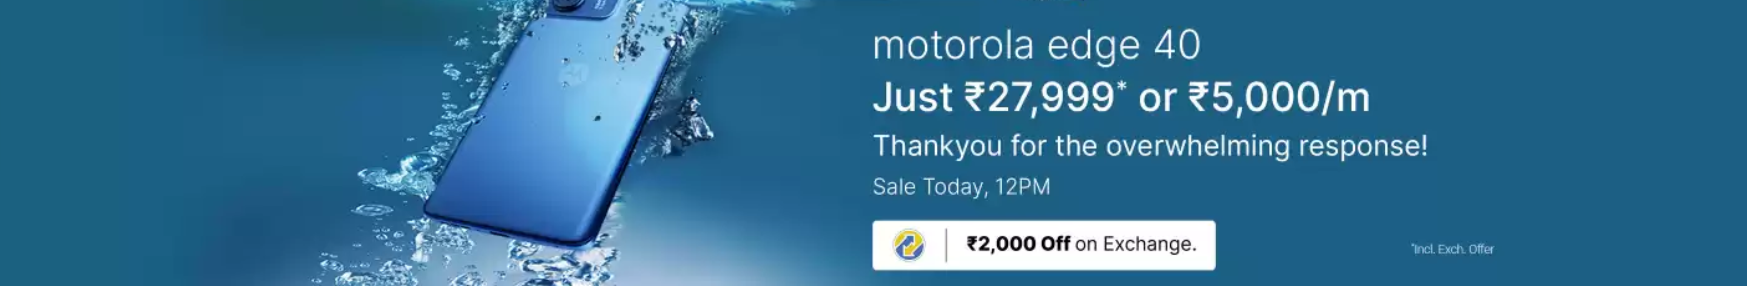 motorola edge 40
Just ₹27,999* or ₹5,000/m
Thankyou for the overwhelming response!
Sale Today, 12PM
₹2,000 Off on Exchange.
*Incl. Exch. Offer